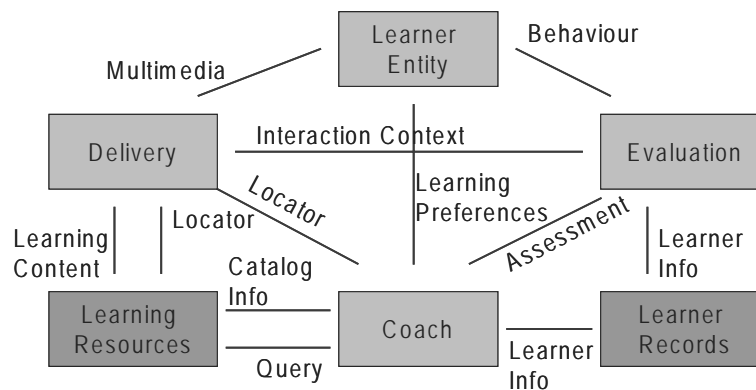 Learner
Entity
Behaviour
Multimedia
Delivery
Interaction Context
Evaluation
Locator
Learning
Preferences
Assessment
Learning
Content
Locator
Learner
Info
Catalog
Info
Learning
Resources
Coach
Learner
Records
Query
Learner
Info